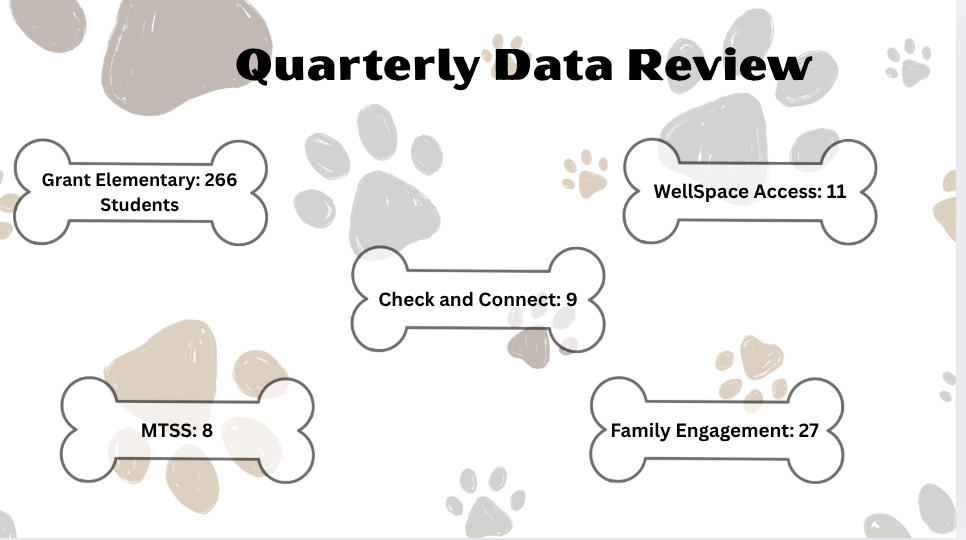 Quarterly Data Review
Grant Elementary: 266
Students
WellSpace Access: 11
Check and Connect: 9
MTSS: 8
Family Engagement: 27